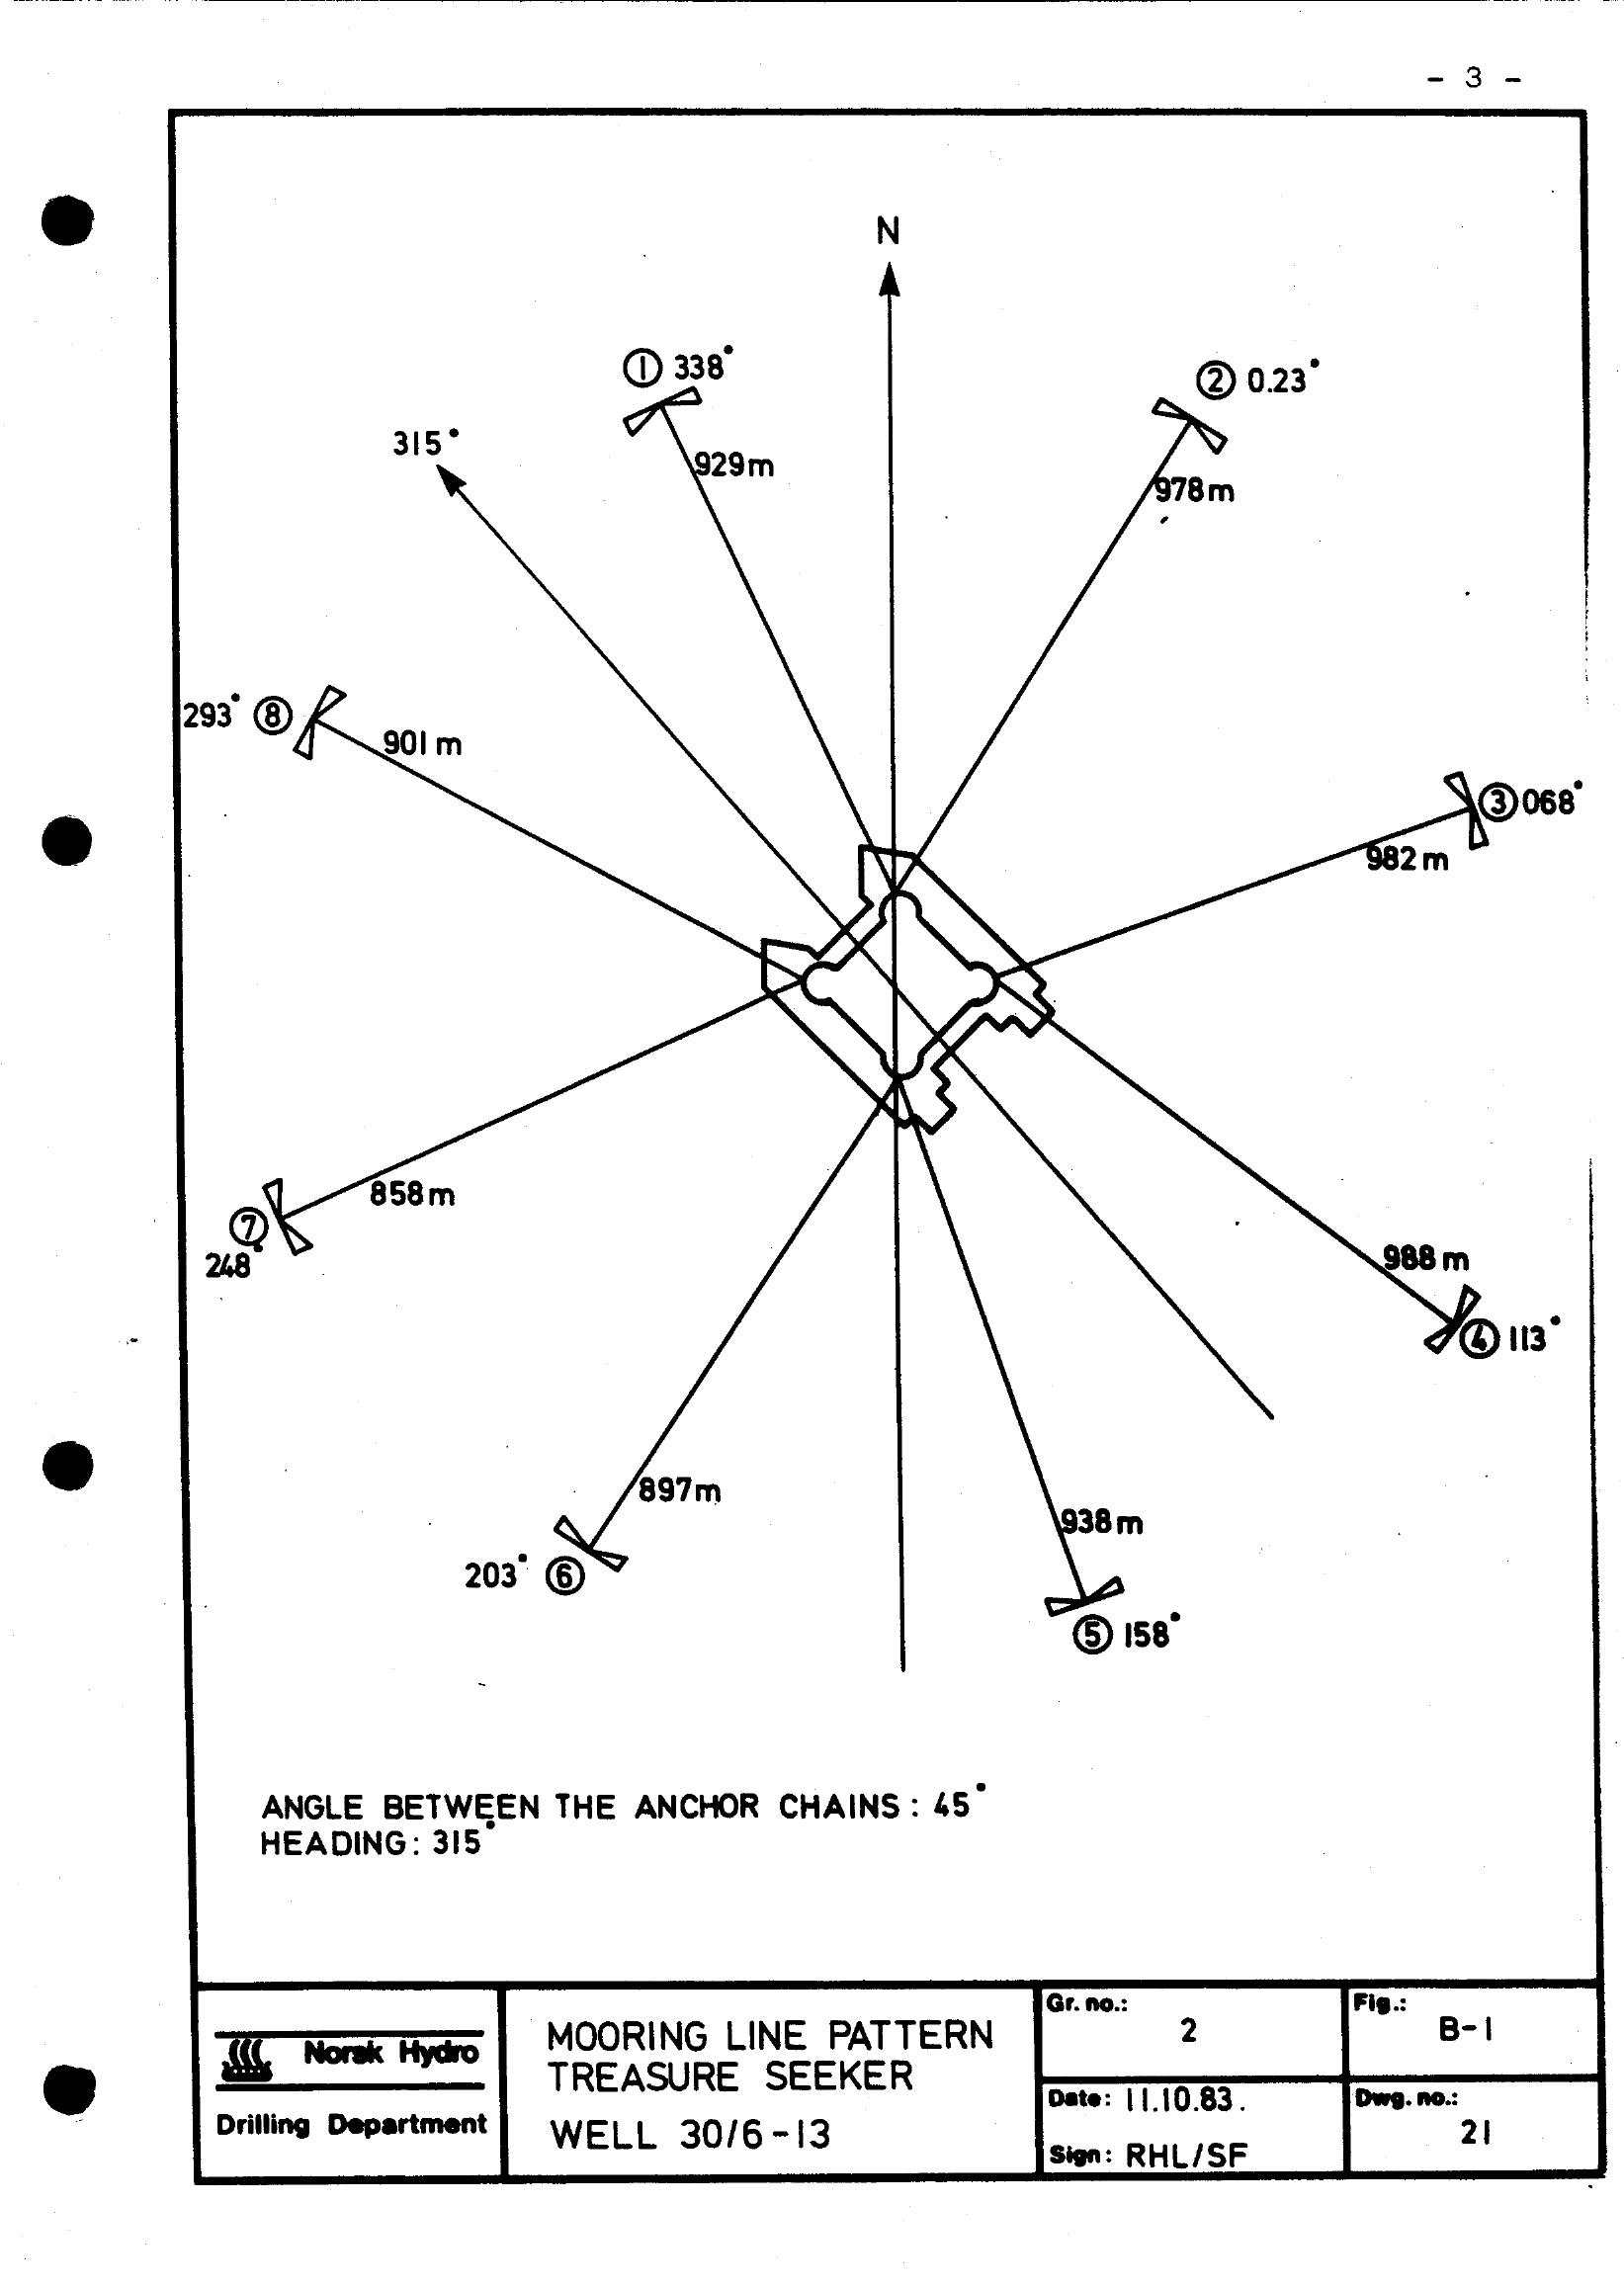 - 3 -
N
① 338°
② 0.23°
315°
929m
978m
293° ⑧
901 m
③ 068°
982 m
858m
⑦
248°
988 m
④ 113°
897m
938m
203° ⑥
⑤ 158°
ANGLE BETWEEN THE ANCHOR CHAINS : 45°
HEADING : 315°
Norsk Hydro
Drilling Department
MOORING LINE PATTERN
TREASURE SEEKER
WELL 30/6-13
Gr. no.:
2
Fig.:
B-1
Date: 11.10.83.
Sign: RHL/SF
Dwg. no.:
21